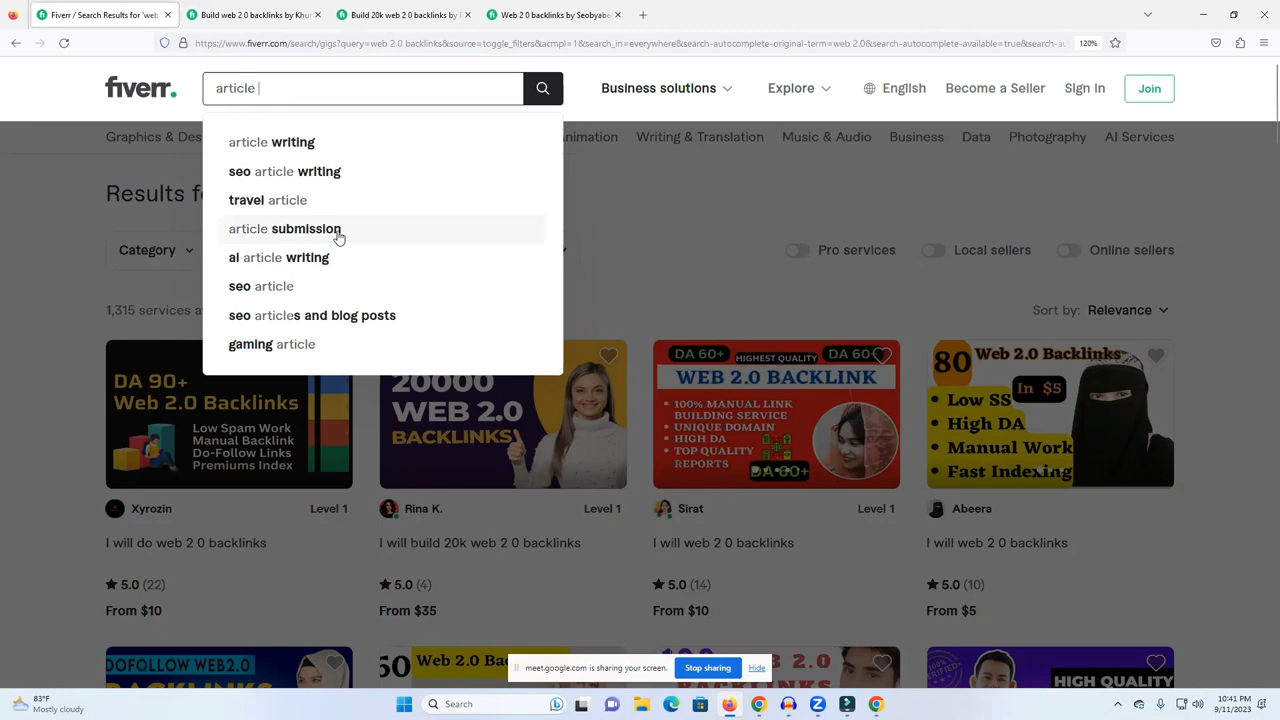 Fiverr / Search Results for 'web
Build web 2 0 backlinks by Khu
Build 20k web 2 0 backlinks by
Web 2 0 backlinks by Seobyabe
https://www.fiverr.com/search/gigs?query=web 2.0 backlinks&source=toggle_filters&acmpl=1&search_in=everywhere&search-autocomplete-original-term=web 2.0&search-autocomplete-available=true&search-au
120%
fiverr.
article
Business solutions
Explore
English
Become a Seller
Sign In
Join
Graphics & Des
nimation
Writing & Translation
Music & Audio
Business
Data
Photography
AI Services
article writing
seo article writing
travel article
article submission
ai article writing
seo article
seo articles and blog posts
gaming article
Results fo
Category
Pro services
Local sellers
Online sellers
1,315 services a
Sort by: Relevance
DA 90+
Web 2.0 Backlinks
Low Spam Work
Manual Backlink
Do-Follow Links
Premiums Index
20000
WEB 2.0
BACKLINKS
DA 60+
HIGHEST QUALITY
DA 60+
WEB 2.0 BACKLINK
• 100% MANUAL LINK
BUILDING SERVICE
• UNIQUE DOMAIN
• HIGH DA
• TOP QUALITY
REPORTS
DA 60+
80 Web 2.0 Backlinks
In $5
• Low SS
• High DA
• Manual Work
• Fast Indexing
Xyrozin
Level 1
Rina K.
Level 1
Sirat
Level 1
Abeera
I will do web 2 0 backlinks
I will build 20k web 2 0 backlinks
I will web 2 0 backlinks
I will web 2 0 backlinks
5.0 (22)
5.0 (4)
5.0 (14)
5.0 (10)
From $10
From $35
From $10
From $5
DOFOLLOW WEB2.0
60 Web 2.0 Ba
2.0
HIGH QUALITY
meet.google.com is sharing your screen.
Stop sharing
Hide
83°F
Mostly cloudy
Search
10:41 PM
9/11/2023